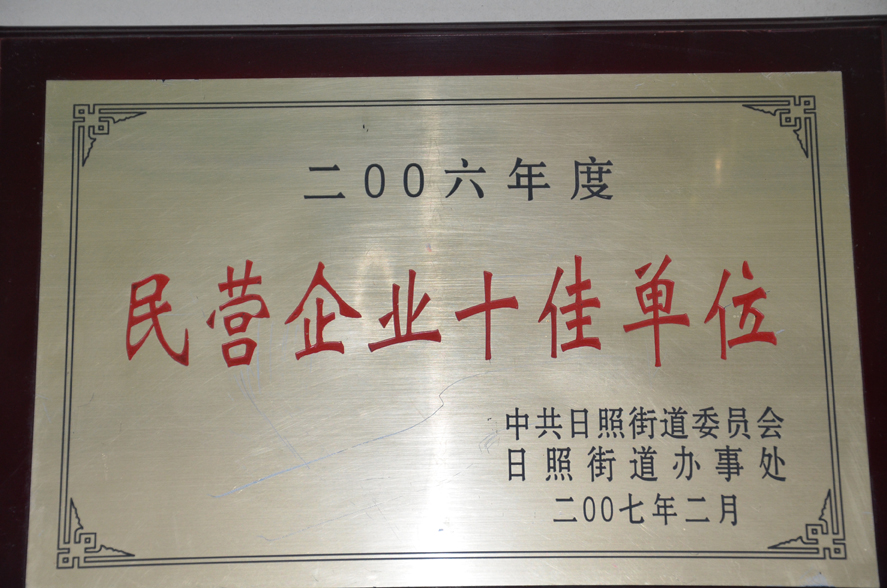 二00六年度
民营企业十佳单位
中共日照街道委员会
日照街道办事处
二00七年二月